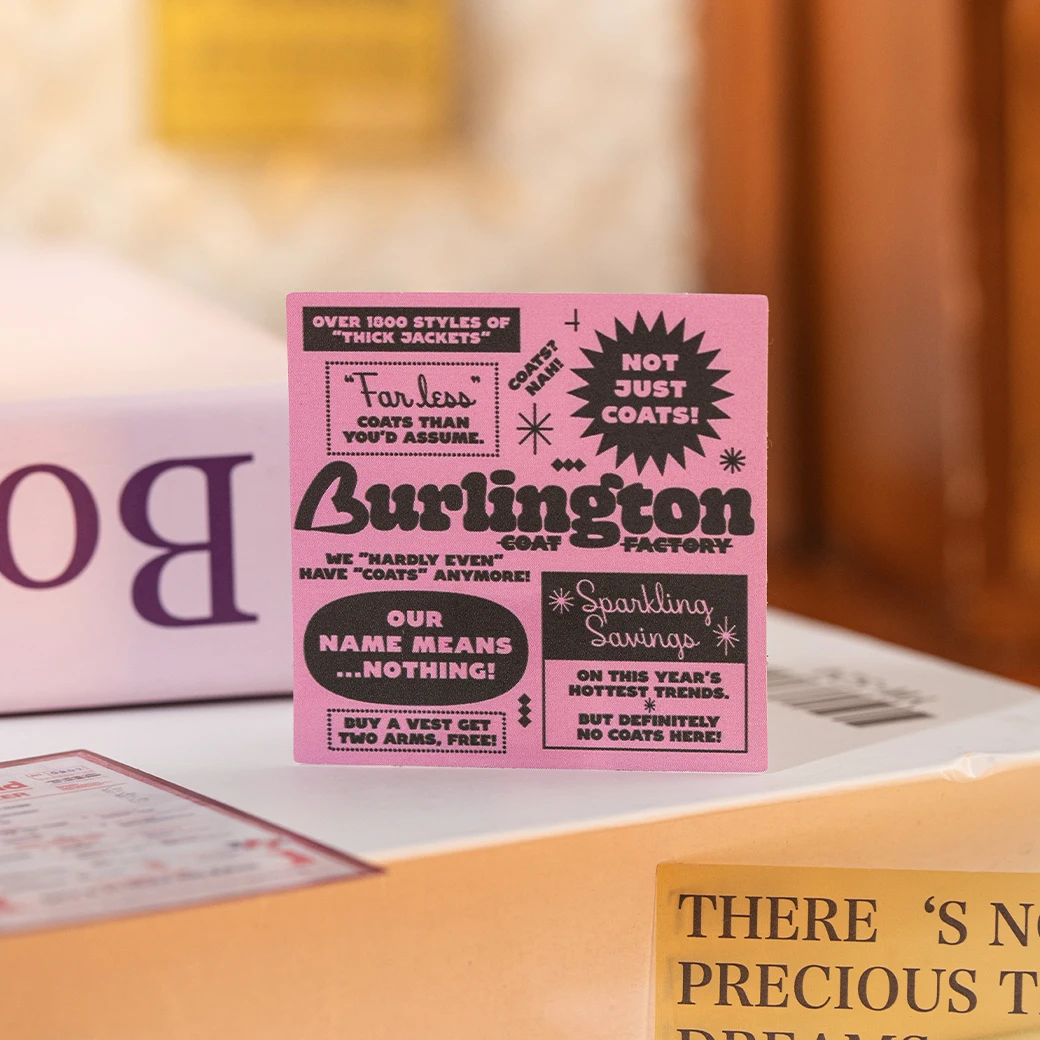 OVER 1800 STYLES OF
"THICK JACKETS"
COATS?
NAH!
NOT
JUST
COATS!
"Far less"
COATS THAN
YOU'D ASSUME.
Burlington
COAT FACTORY
WE "HARDLY EVEN"
HAVE "COATS" ANYMORE!
OUR
NAME MEANS
...NOTHING!
BUY A VEST GET
TWO ARMS, FREE!
Sparkling
Savings
ON THIS YEAR'S
HOTTEST TRENDS.
BUT DEFINITELY
NO COATS HERE!
Bo
THERE 'S NO
PRECIOUS T
DREAMS